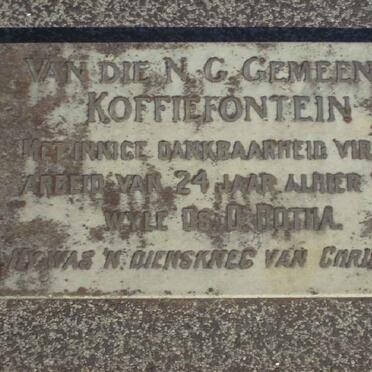 VAN DIE N. G. GEMEEN
KOFFIEFONTEIN
MET INNIGE DANKBAARHEID VIR
ARBEID VAN 24 JAAR ALHIER
WYLE DS. D. BOTHA.
HY WAS 'N DIENSKNEG VAN CHRI